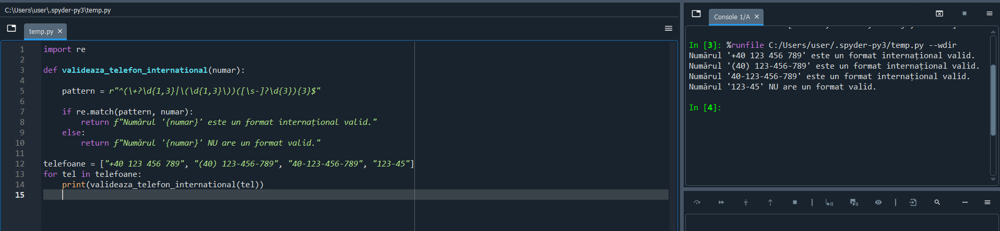 C:\Users\user\.spyder-py3\temp.py
temp.py
1 import re
2
3 def valideaza_telefon_international(numar):
4
5 pattern = r"^(\+?\d{1,3}|\(\d{1,3}\))([\s-]?\d{3}){3}$"
6
7 if re.match(pattern, numar):
8 return f"Numărul '{numar}' este un format internațional valid."
9 else:
10 return f"Numărul '{numar}' NU are un format valid."
11
12 telefoane = ["+40 123 456 789", "(40) 123-456-789", "40-123-456-789", "123-45"]
13 for tel in telefoane:
14 print(valideaza_telefon_international(tel))
15
Console 1/A
In [3]: %runfile C:/Users/user/.spyder-py3/temp.py --wdir
Numărul '+40 123 456 789' este un format internațional valid.
Numărul '(40) 123-456-789' este un format internațional valid.
Numărul '40-123-456-789' este un format internațional valid.
Numărul '123-45' NU are un format valid.
In [4]: